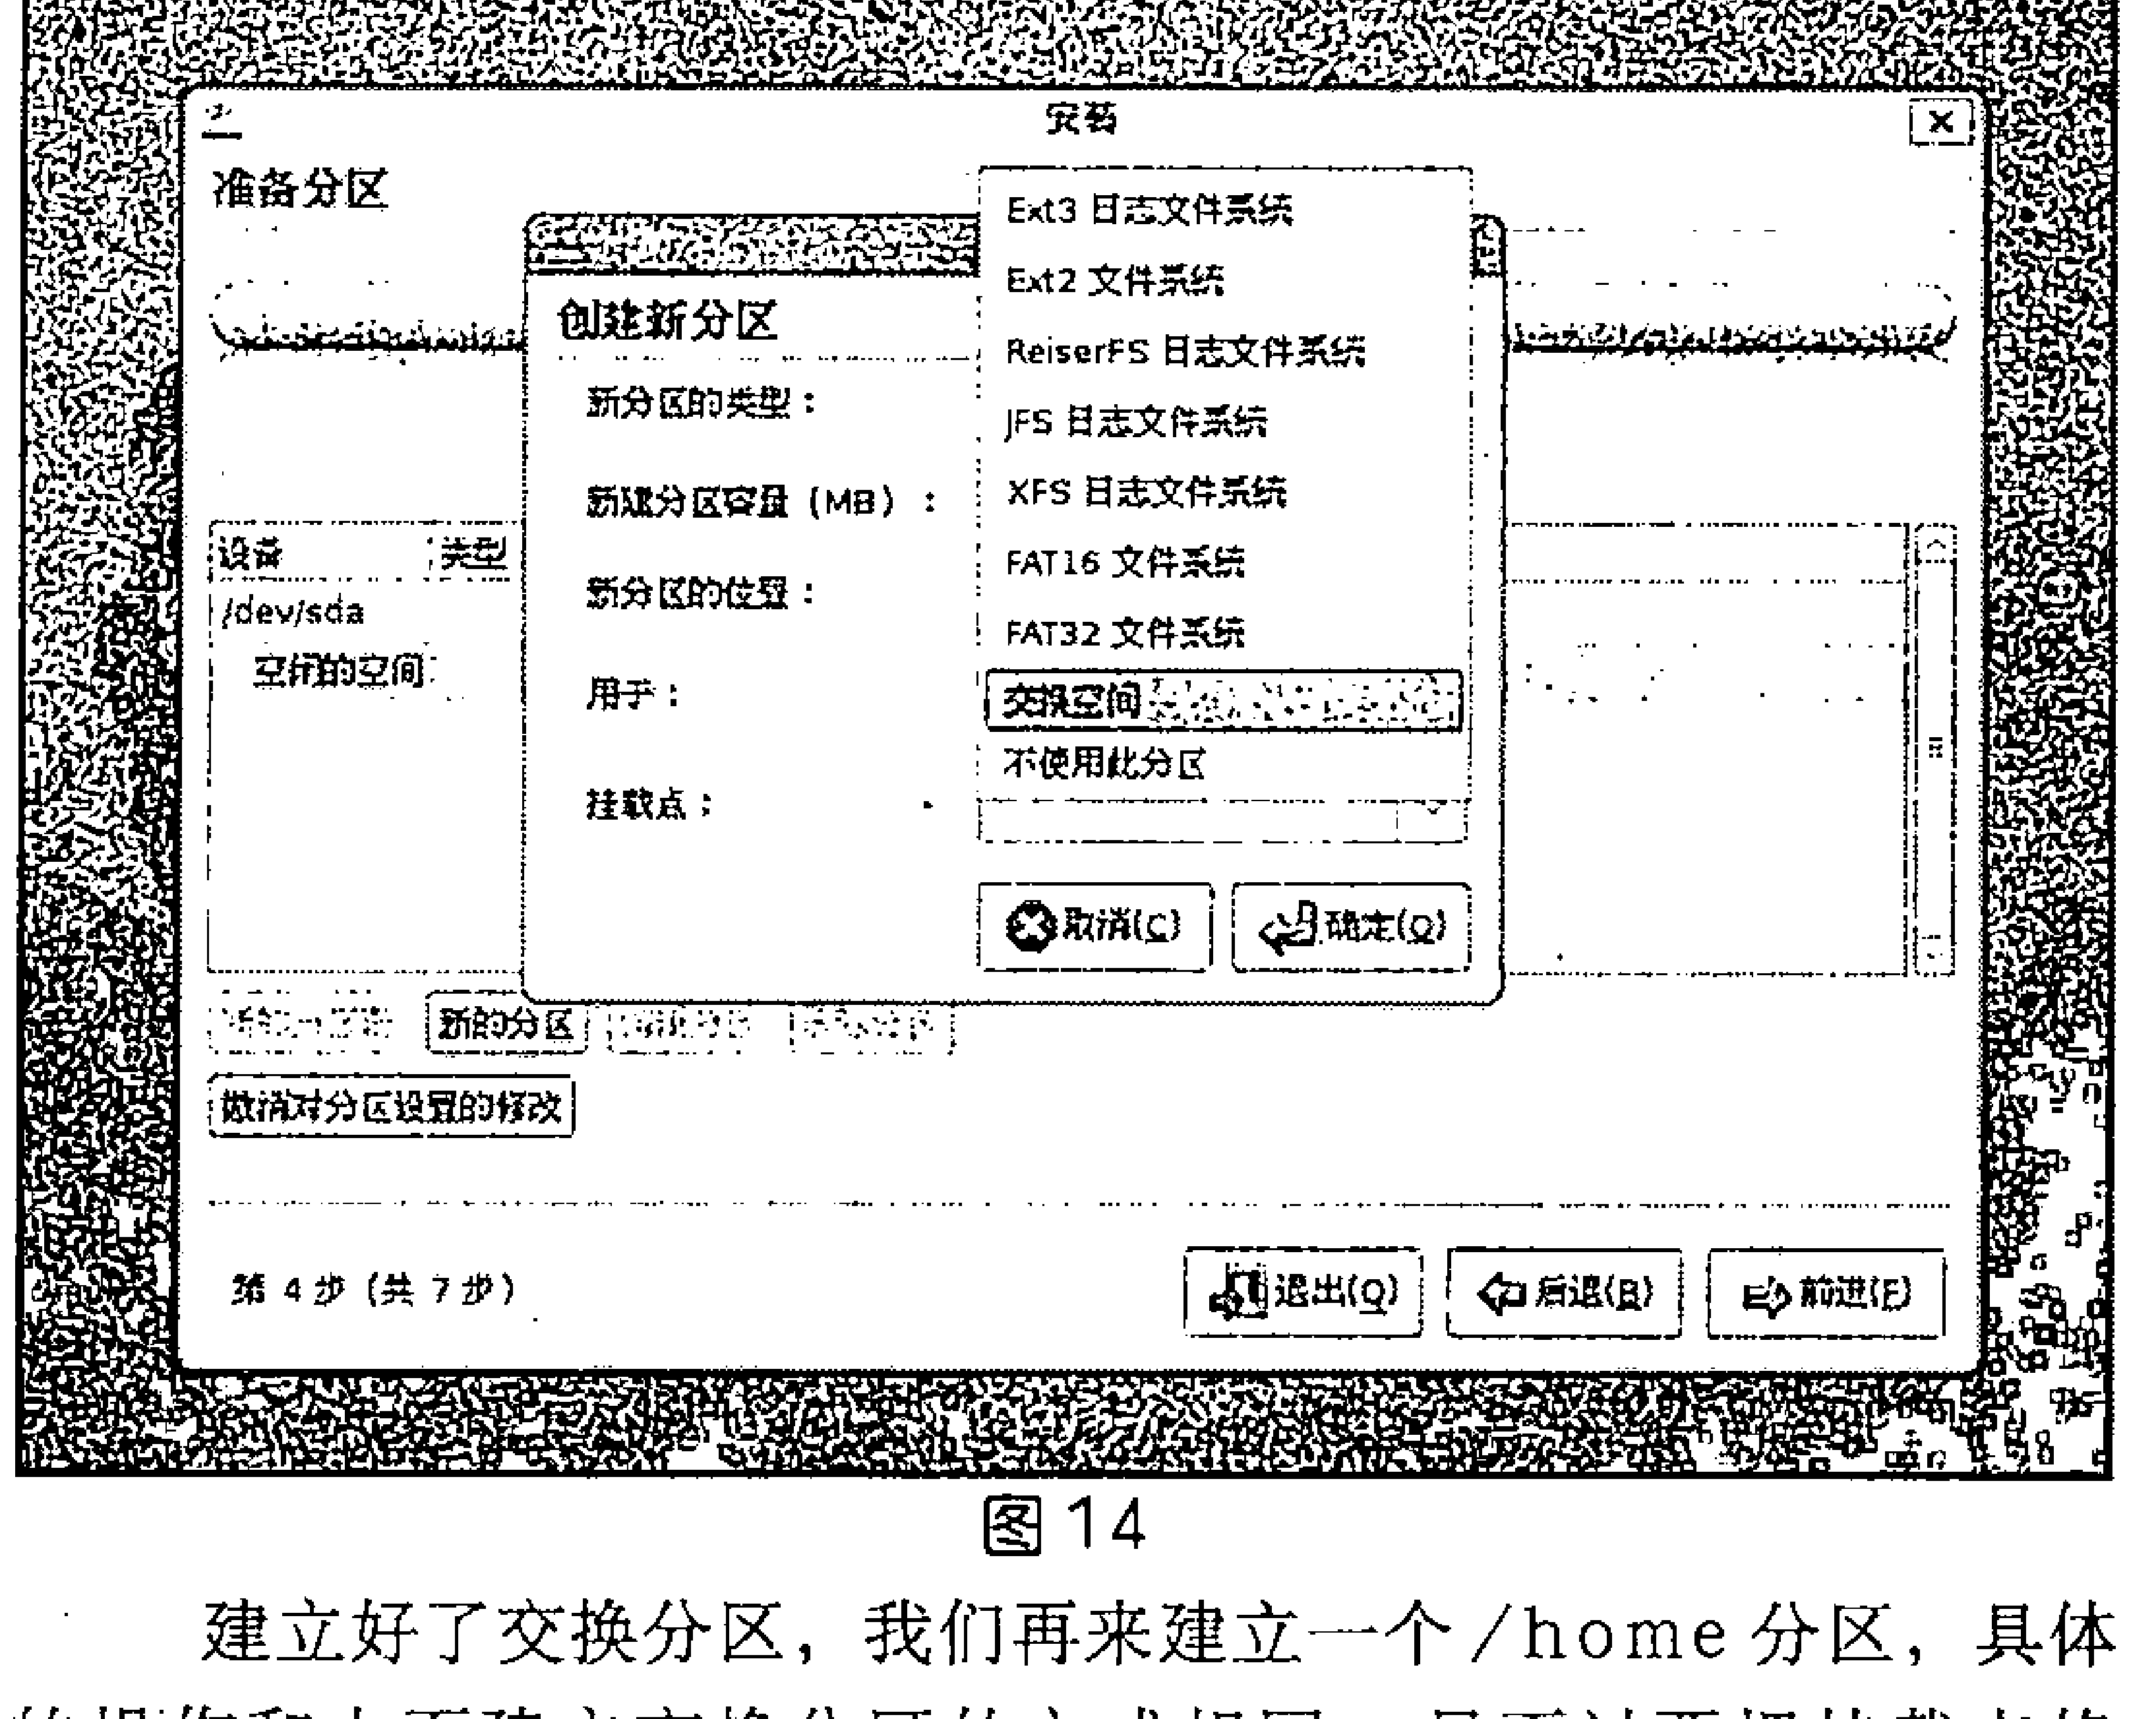 安装
准备分区
创建新分区
新分区的类型：
新建分区容量 (MB)：
新分区的位置：
用于：
挂载点：
Ext3 日志文件系统
Ext2 文件系统
ReiserFS 日志文件系统
JFS 日志文件系统
XFS 日志文件系统
FAT16 文件系统
FAT32 文件系统
交换空间
不使用此分区
取消(C) 确定(O)
设备 类型
/dev/sda
空闲的空间
新的分区
撤消对分区设置的修改
第 4 步 (共 7 步)
退出(Q) 后退(B) 前进(F)
图 14
建立好了交换分区，我们再来建立一个/home分区，具体